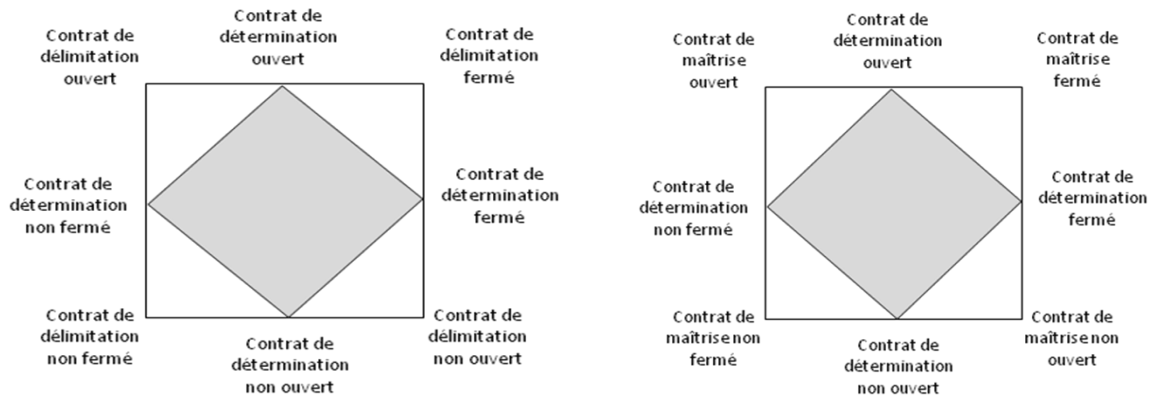 Contrat de
délimitation
ouvert
Contrat de
détermination
ouvert
Contrat de
délimitation
fermé
Contrat de
détermination
non fermé
Contrat de
détermination
fermé
Contrat de
délimitation
non fermé
Contrat de
détermination
non ouvert
Contrat de
délimitation
non ouvert
Contrat de
maîtrise
ouvert
Contrat de
détermination
ouvert
Contrat de
maîtrise
fermé
Contrat de
détermination
non fermé
Contrat de
détermination
fermé
Contrat de
maîtrise non
fermé
Contrat de
détermination
non ouvert
Contrat de
maîtrise non
ouvert